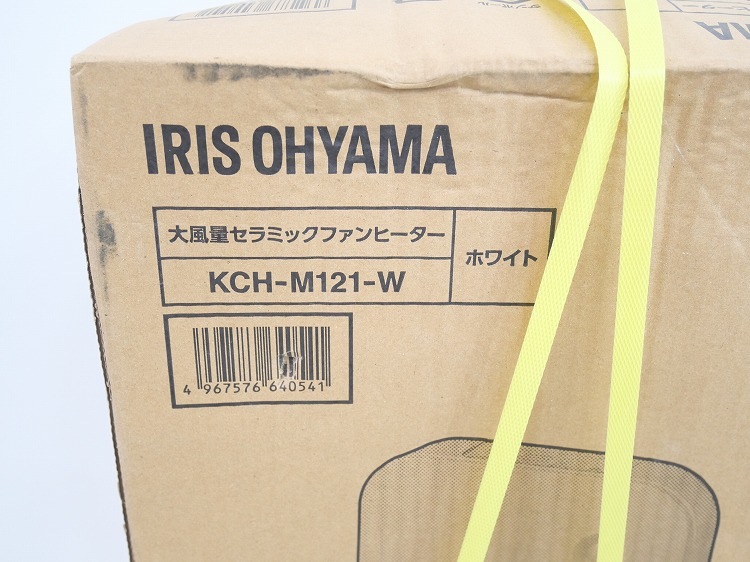 IRIS OHYAMA
大風量セラミックファンヒーター
ホワイト
KCH-M121-W
4 967576 640541